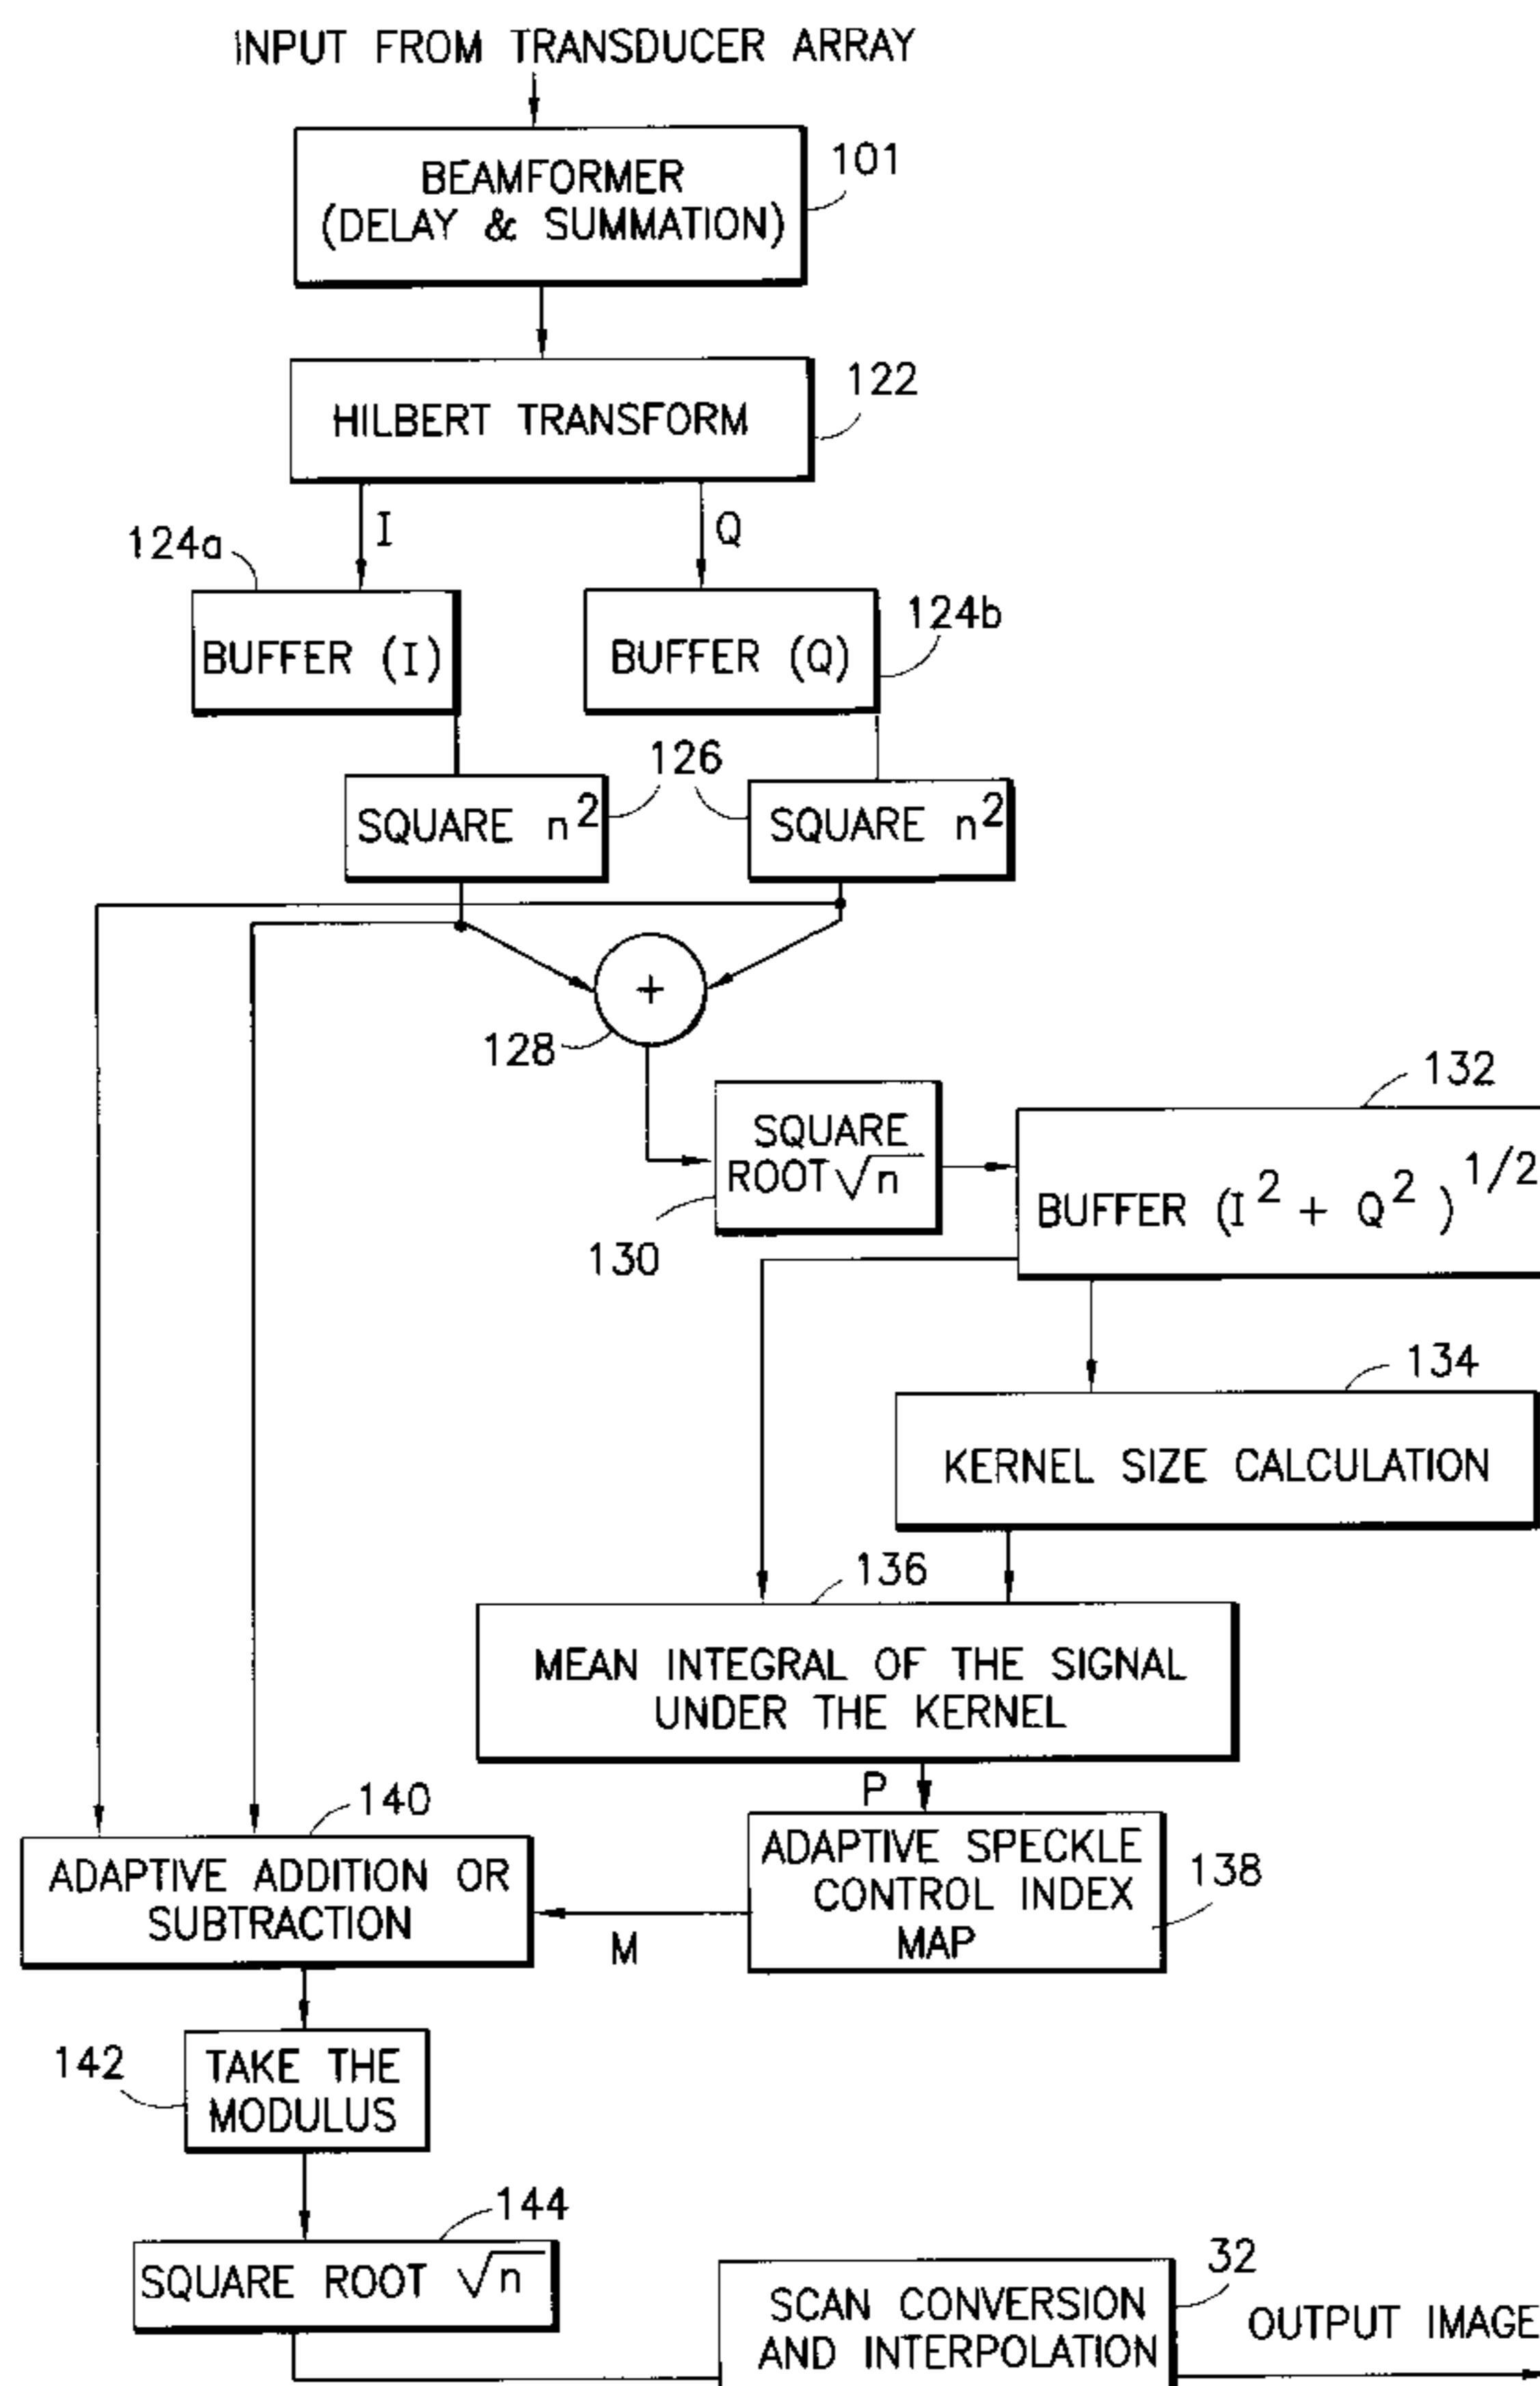 INPUT FROM TRANSDUCER ARRAY
BEAMFORMER
(DELAY & SUMMATION)
101
HILBERT TRANSFORM
122
I
Q
124a
BUFFER (I)
BUFFER (Q)
124b
126
SQUARE n²
SQUARE n²
+
128
SQUARE
ROOT √n
130
132
BUFFER (I² + Q²)^1/2
134
KERNEL SIZE CALCULATION
136
MEAN INTEGRAL OF THE SIGNAL
UNDER THE KERNEL
P
140
ADAPTIVE ADDITION OR
SUBTRACTION
M
ADAPTIVE SPECKLE
CONTROL INDEX
MAP
138
142
TAKE THE
MODULUS
144
SQUARE ROOT √n
32
SCAN CONVERSION
AND INTERPOLATION
OUTPUT IMAGE